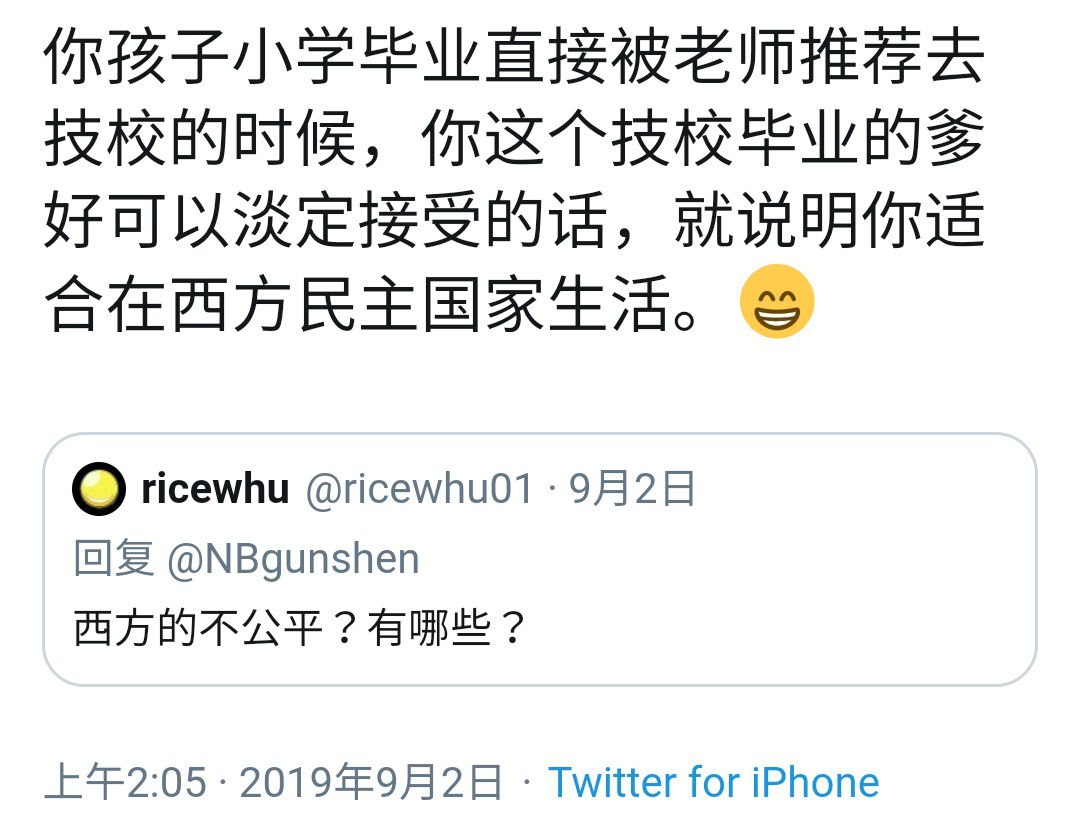 你孩子小学毕业直接被老师推荐去
技校的时候，你这个技校毕业的爹
好可以淡定接受的话，就说明你适
合在西方民主国家生活。😁
ricewhu @ricewhu01 · 9月2日
回复 @NBgunshen
西方的不公平？有哪些？
上午2:05 · 2019年9月2日 · Twitter for iPhone